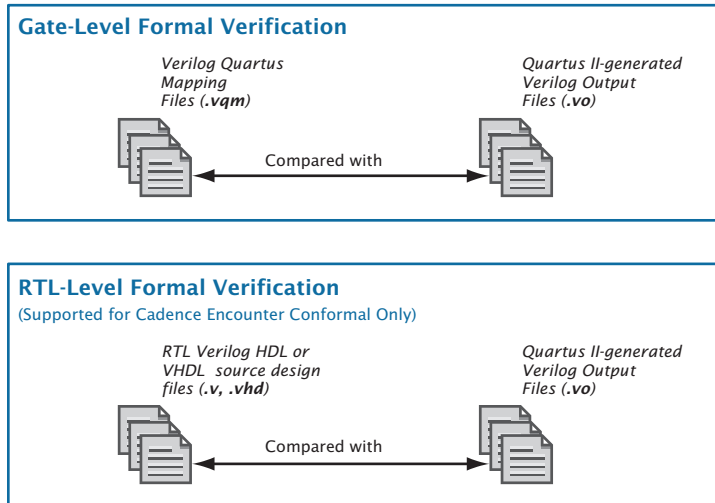 Gate-Level Formal Verification
Verilog Quartus
Mapping
Files (.vqm)
Quartus II-generated
Verilog Output
Files (.vo)
Compared with
RTL-Level Formal Verification
(Supported for Cadence Encounter Conformal Only)
RTL Verilog HDL or
VHDL source design
files (.v, .vhd)
Quartus II-generated
Verilog Output
Files (.vo)
Compared with